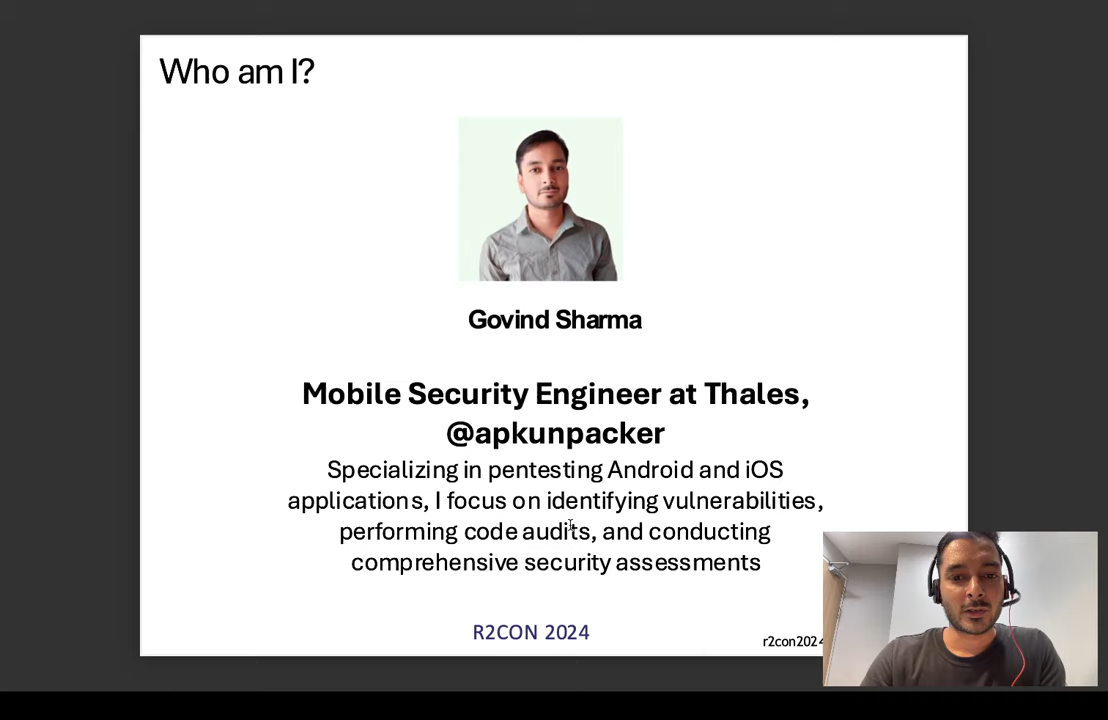 Who am I?
Govind Sharma
Mobile Security Engineer at Thales,
@apkunpacker
Specializing in pentesting Android and iOS
applications, I focus on identifying vulnerabilities,
performing code audits, and conducting
comprehensive security assessments
R2CON 2024
r2con2024